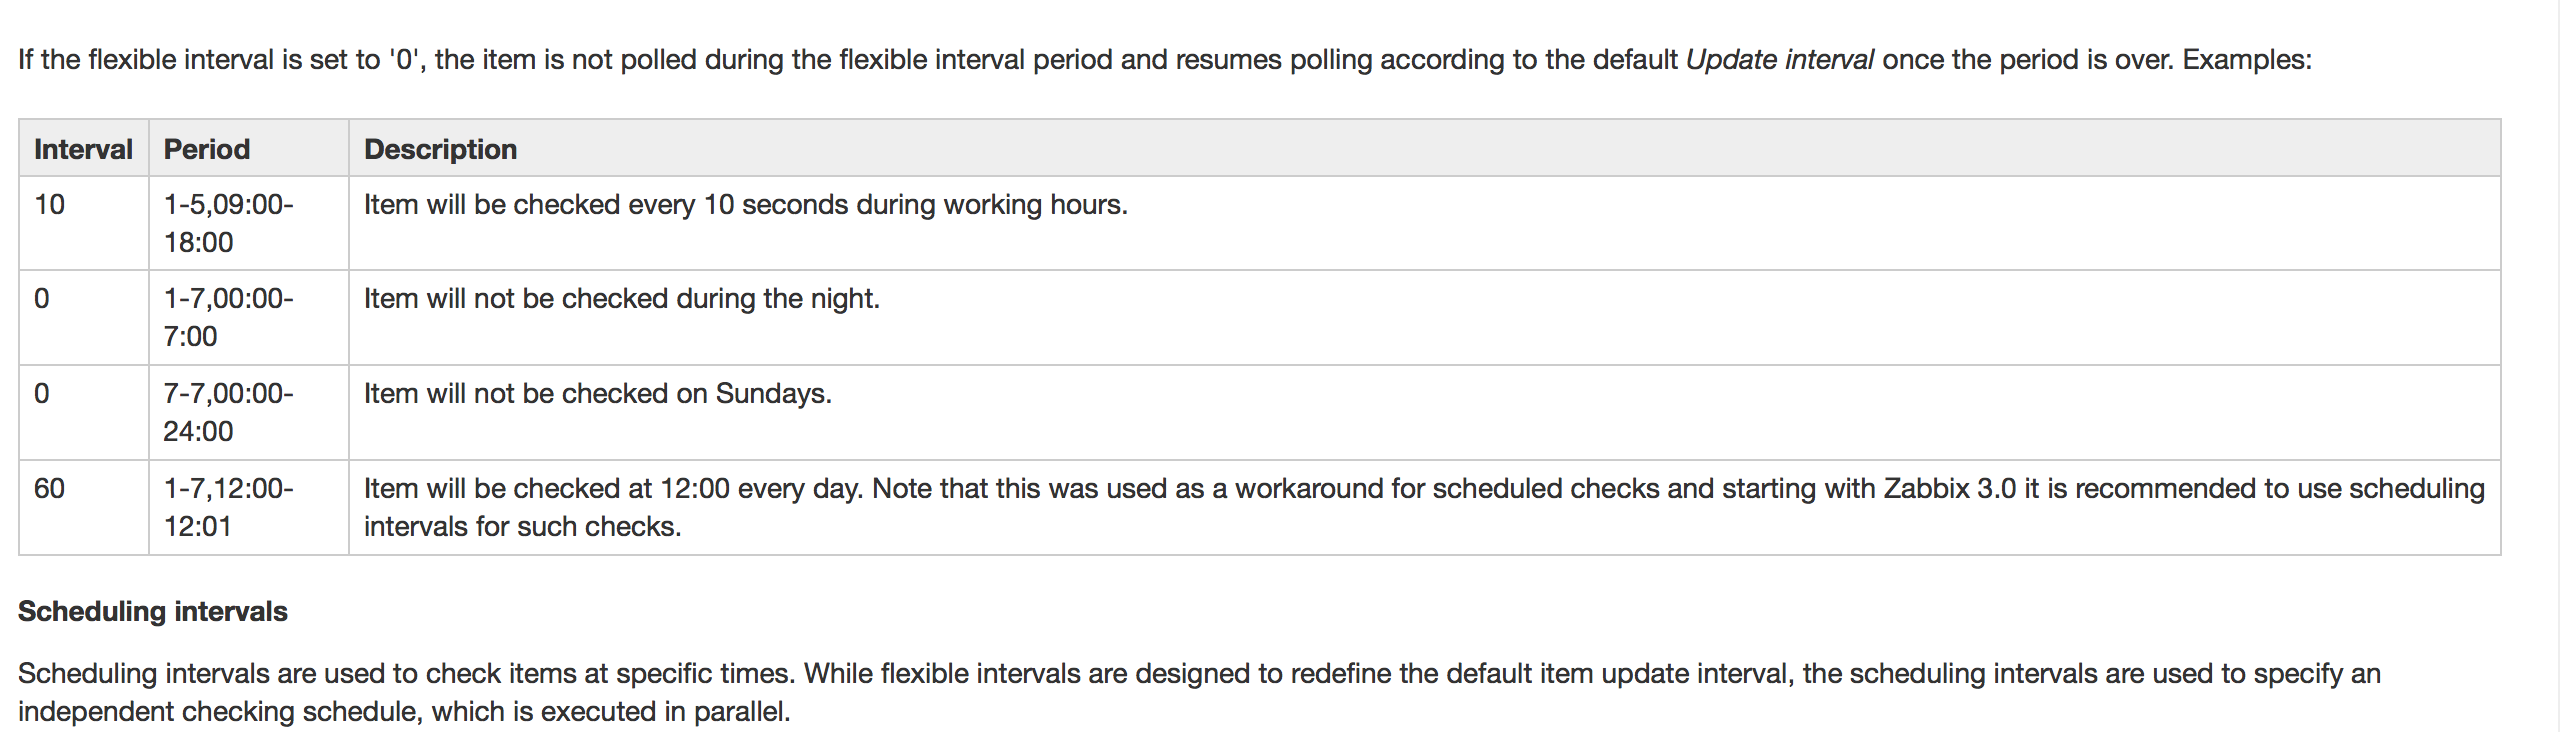 If the flexible interval is set to '0', the item is not polled during the flexible interval period and resumes polling according to the default Update interval once the period is over. Examples:
Interval Period Description
10 1-5,09:00- Item will be checked every 10 seconds during working hours.
18:00
0 1-7,00:00- Item will not be checked during the night.
7:00
0 7-7,00:00- Item will not be checked on Sundays.
24:00
60 1-7,12:00- Item will be checked at 12:00 every day. Note that this was used as a workaround for scheduled checks and starting with Zabbix 3.0 it is recommended to use scheduling
12:01 intervals for such checks.
Scheduling intervals
Scheduling intervals are used to check items at specific times. While flexible intervals are designed to redefine the default item update interval, the scheduling intervals are used to specify an
independent checking schedule, which is executed in parallel.